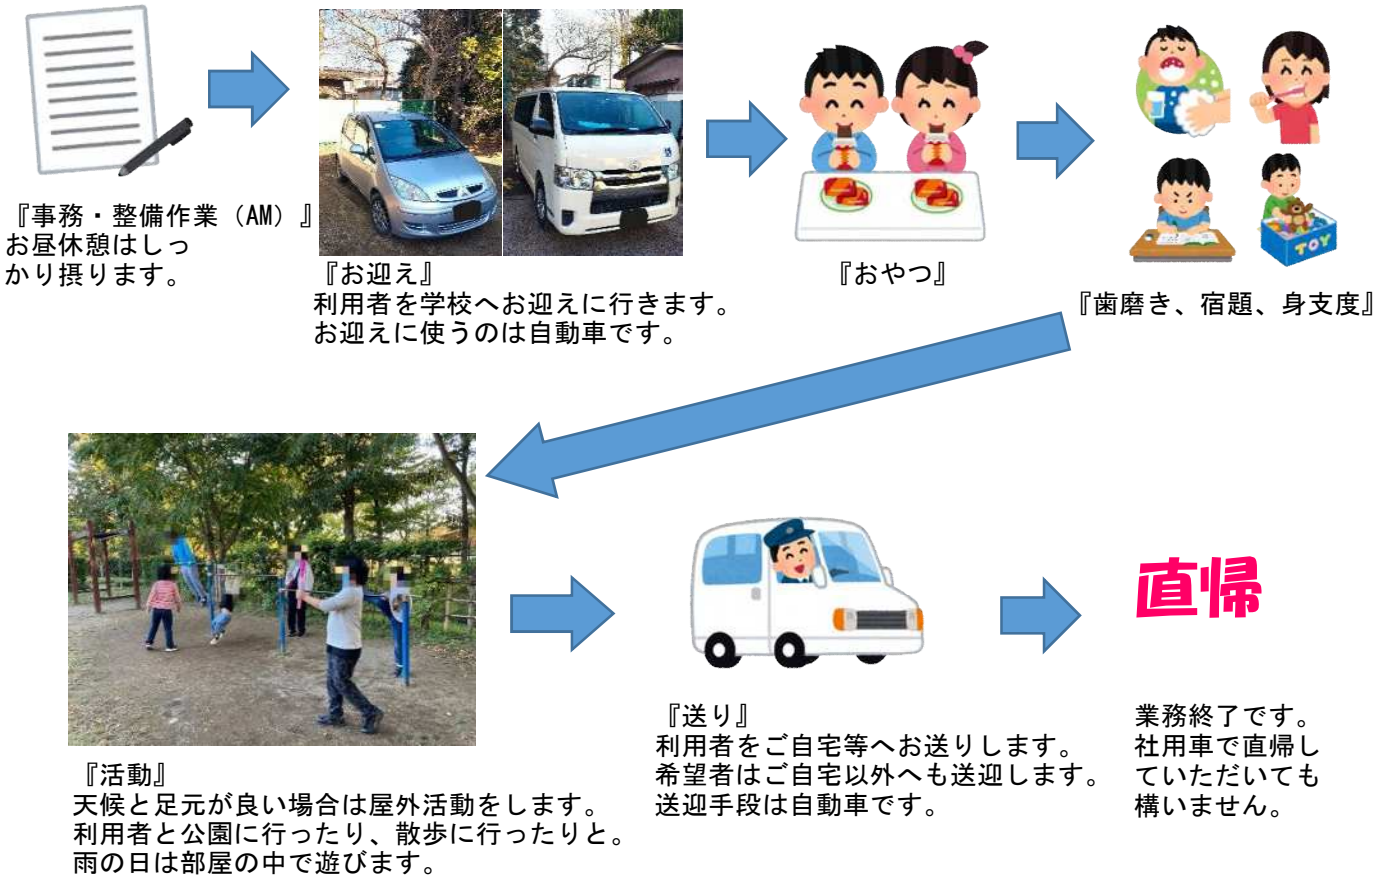 『事務・整備作業（AM）』
お昼休憩はしっ
かり摂ります。
『お迎え』
利用者を学校へお迎えに行きます。
お迎えに使うのは自動車です。
『おやつ』
TOY
『歯磨き、宿題、身支度』
『活動』
天候と足元が良い場合は屋外活動をします。
利用者と公園に行ったり、散歩に行ったりと。
雨の日は部屋の中で遊びます。
『送り』
利用者をご自宅等へお送りします。
希望者はご自宅以外へも送迎します。
送迎手段は自動車です。
直帰
業務終了です。
社用車で直帰し
ていただいても
構いません。